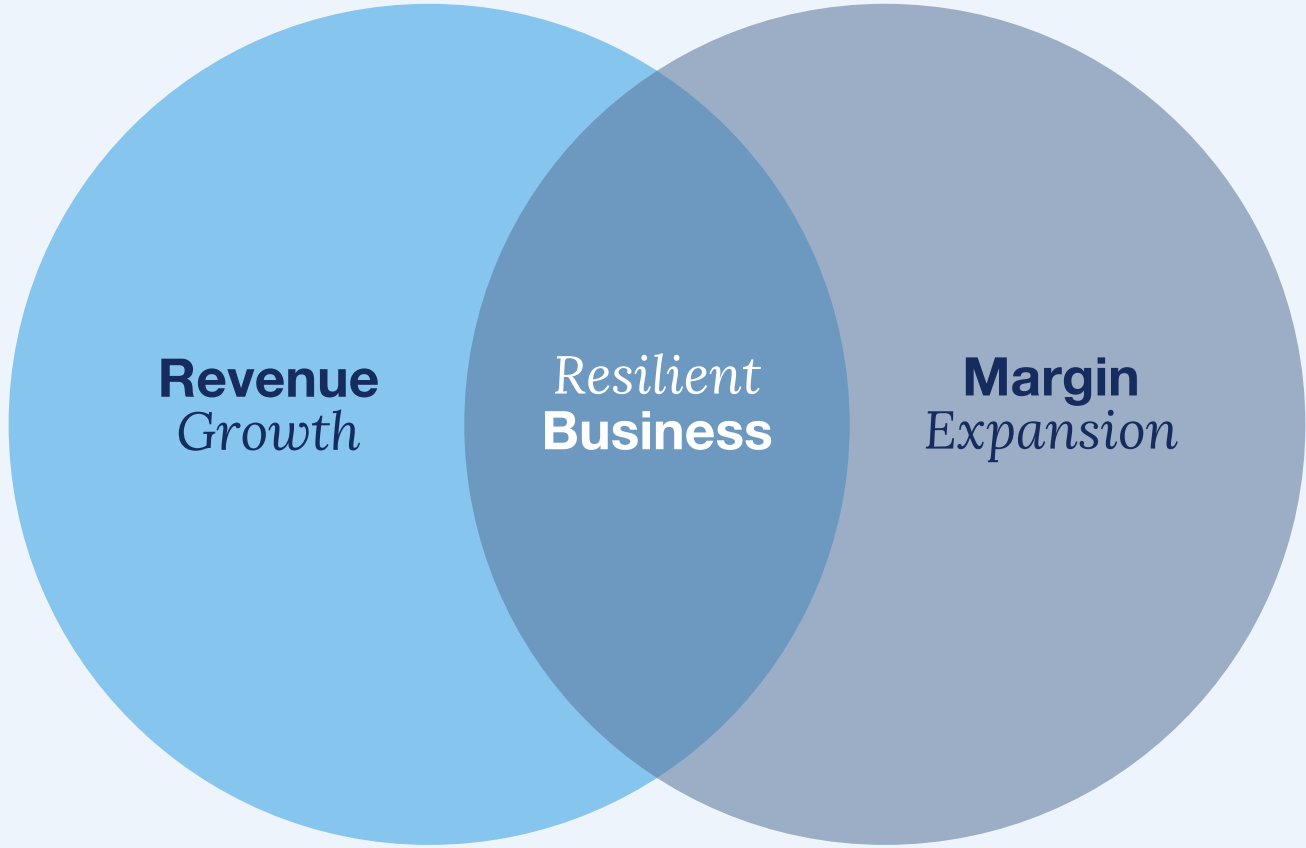 Revenue
Growth
Resilient
Business
Margin
Expansion